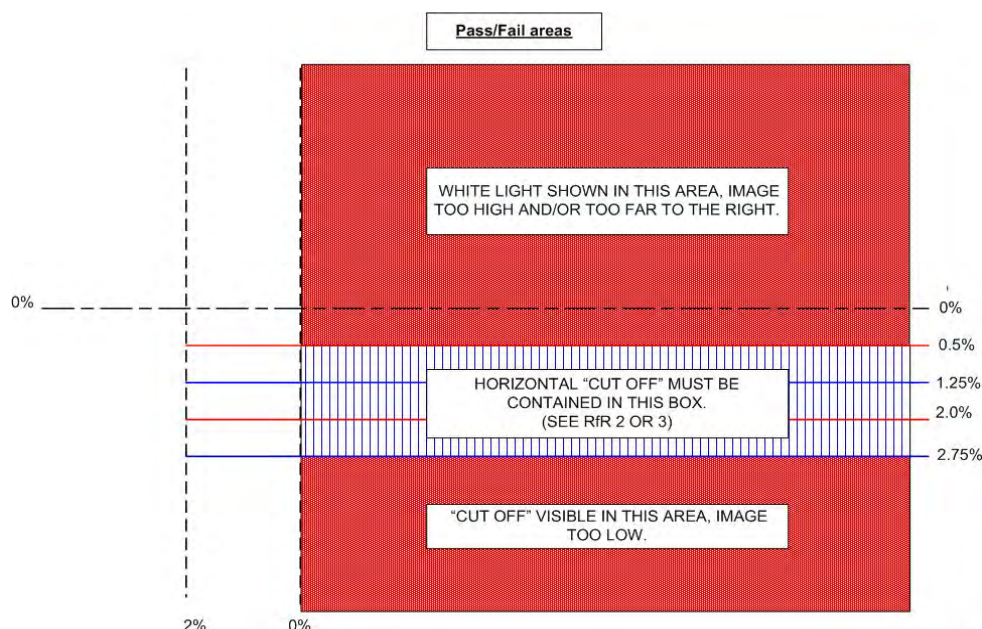 Pass/Fail areas
WHITE LIGHT SHOWN IN THIS AREA, IMAGE
TOO HIGH AND/OR TOO FAR TO THE RIGHT.
0%
0%
0.5%
HORIZONTAL “CUT OFF” MUST BE
CONTAINED IN THIS BOX.
(SEE RfR 2 OR 3)
1.25%
2.0%
2.75%
“CUT OFF” VISIBLE IN THIS AREA, IMAGE
TOO LOW.
2%
0%